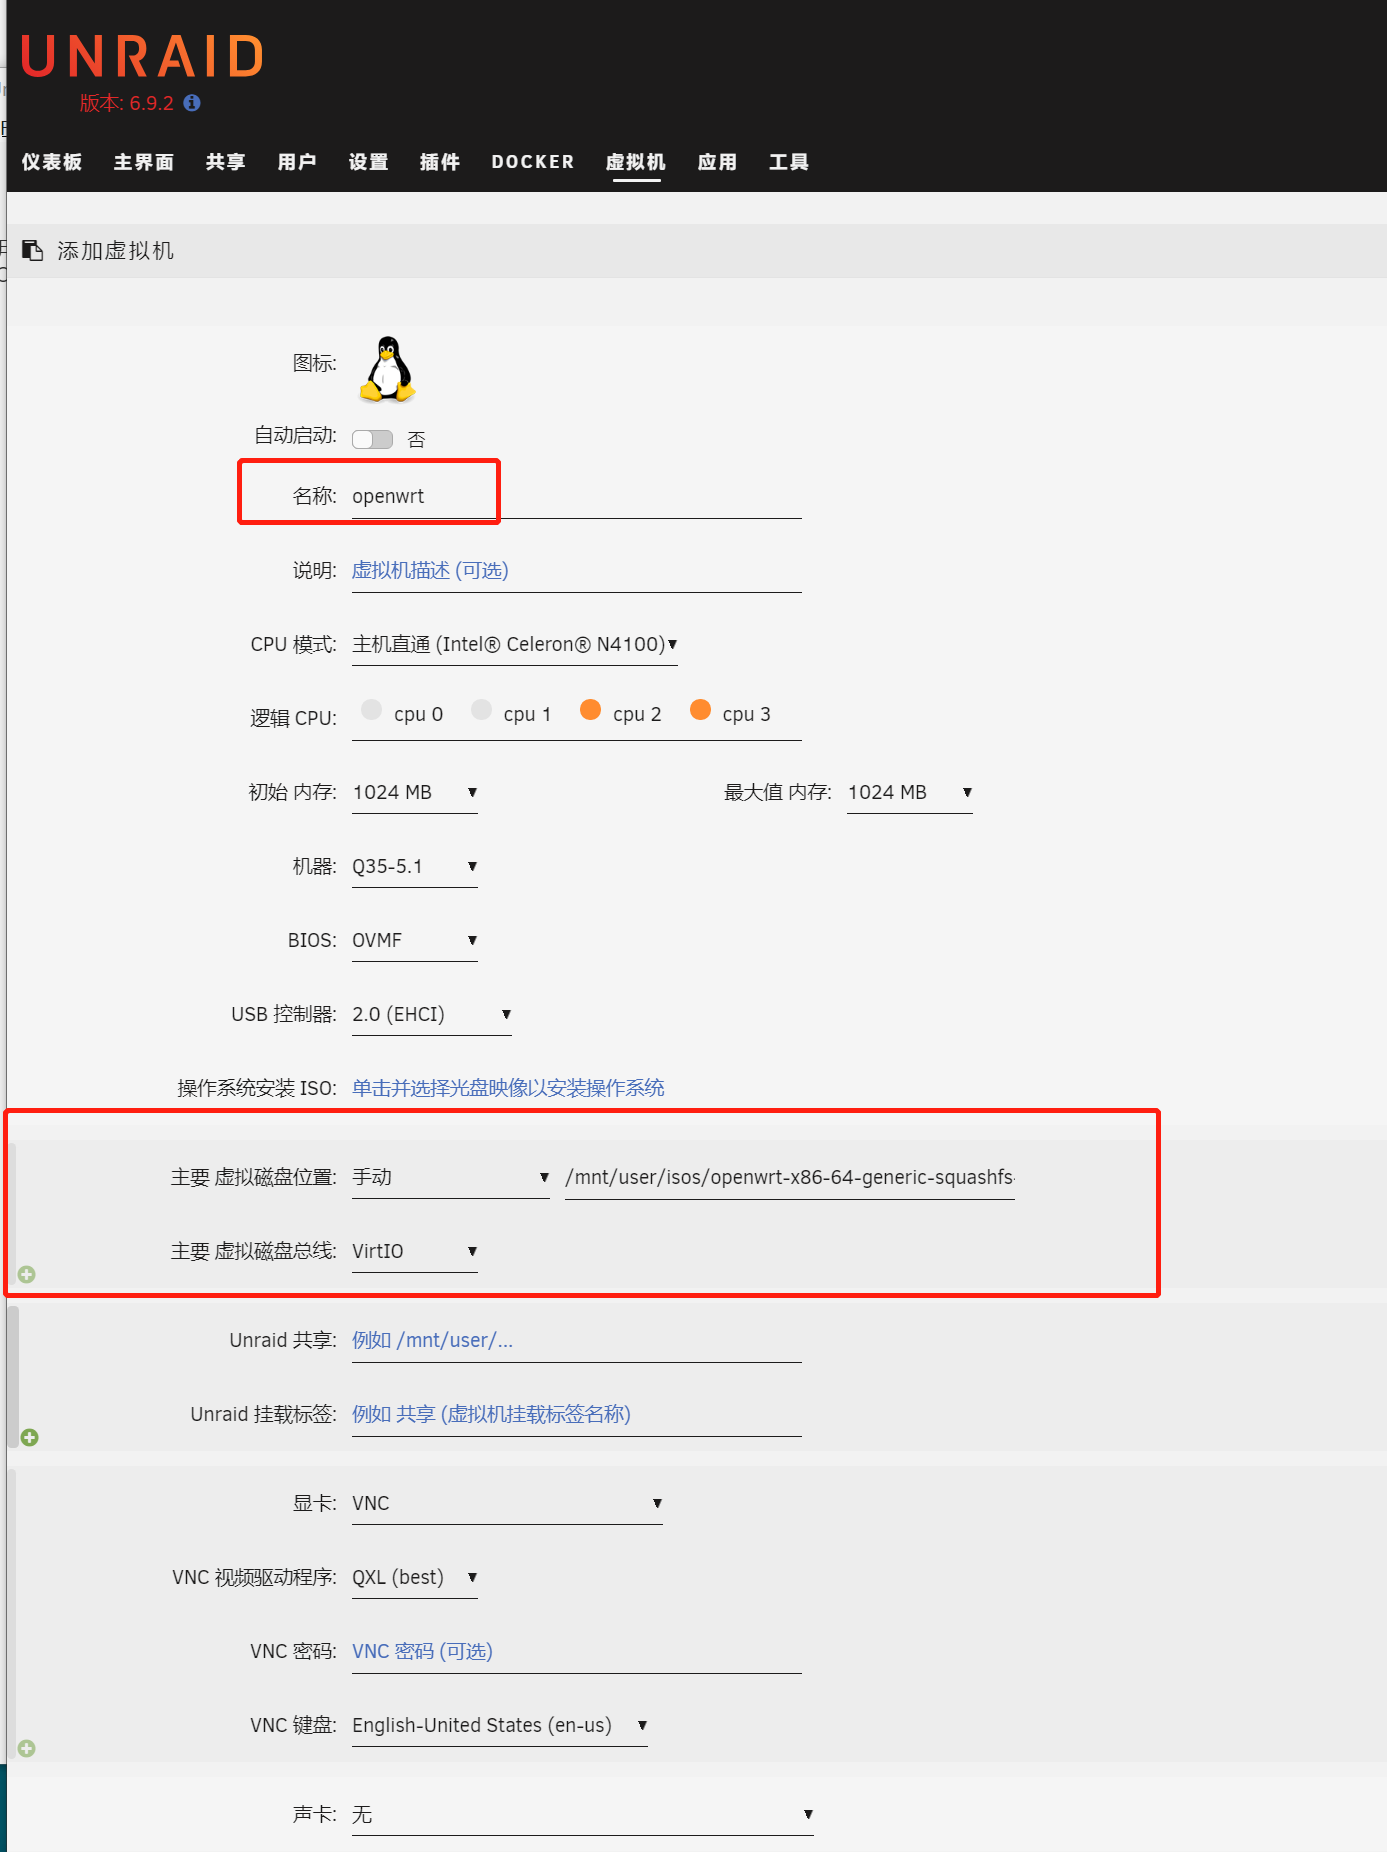 UNRAID
版本: 6.9.2
仪表板 主界面 共享 用户 设置 插件 DOCKER 虚拟机 应用 工具
添加虚拟机
图标:
自动启动: 否
名称: openwrt
说明: 虚拟机描述 (可选)
CPU 模式: 主机直通 (Intel® Celeron® N4100)
逻辑 CPU: cpu 0 cpu 1 cpu 2 cpu 3
初始 内存: 1024 MB 最大值 内存: 1024 MB
机器: Q35-5.1
BIOS: OVMF
USB 控制器: 2.0 (EHCI)
操作系统安装 ISO: 单击并选择光盘映像以安装操作系统
主要 虚拟磁盘位置: 手动 /mnt/user/isos/openwrt-x86-64-generic-squashfs-
主要 虚拟磁盘总线: VirtIO
Unraid 共享: 例如 /mnt/user/...
Unraid 挂载标签: 例如 共享 (虚拟机挂载标签名称)
显卡: VNC
VNC 视频驱动程序: QXL (best)
VNC 密码: VNC 密码 (可选)
VNC 键盘: English-United States (en-us)
声卡: 无